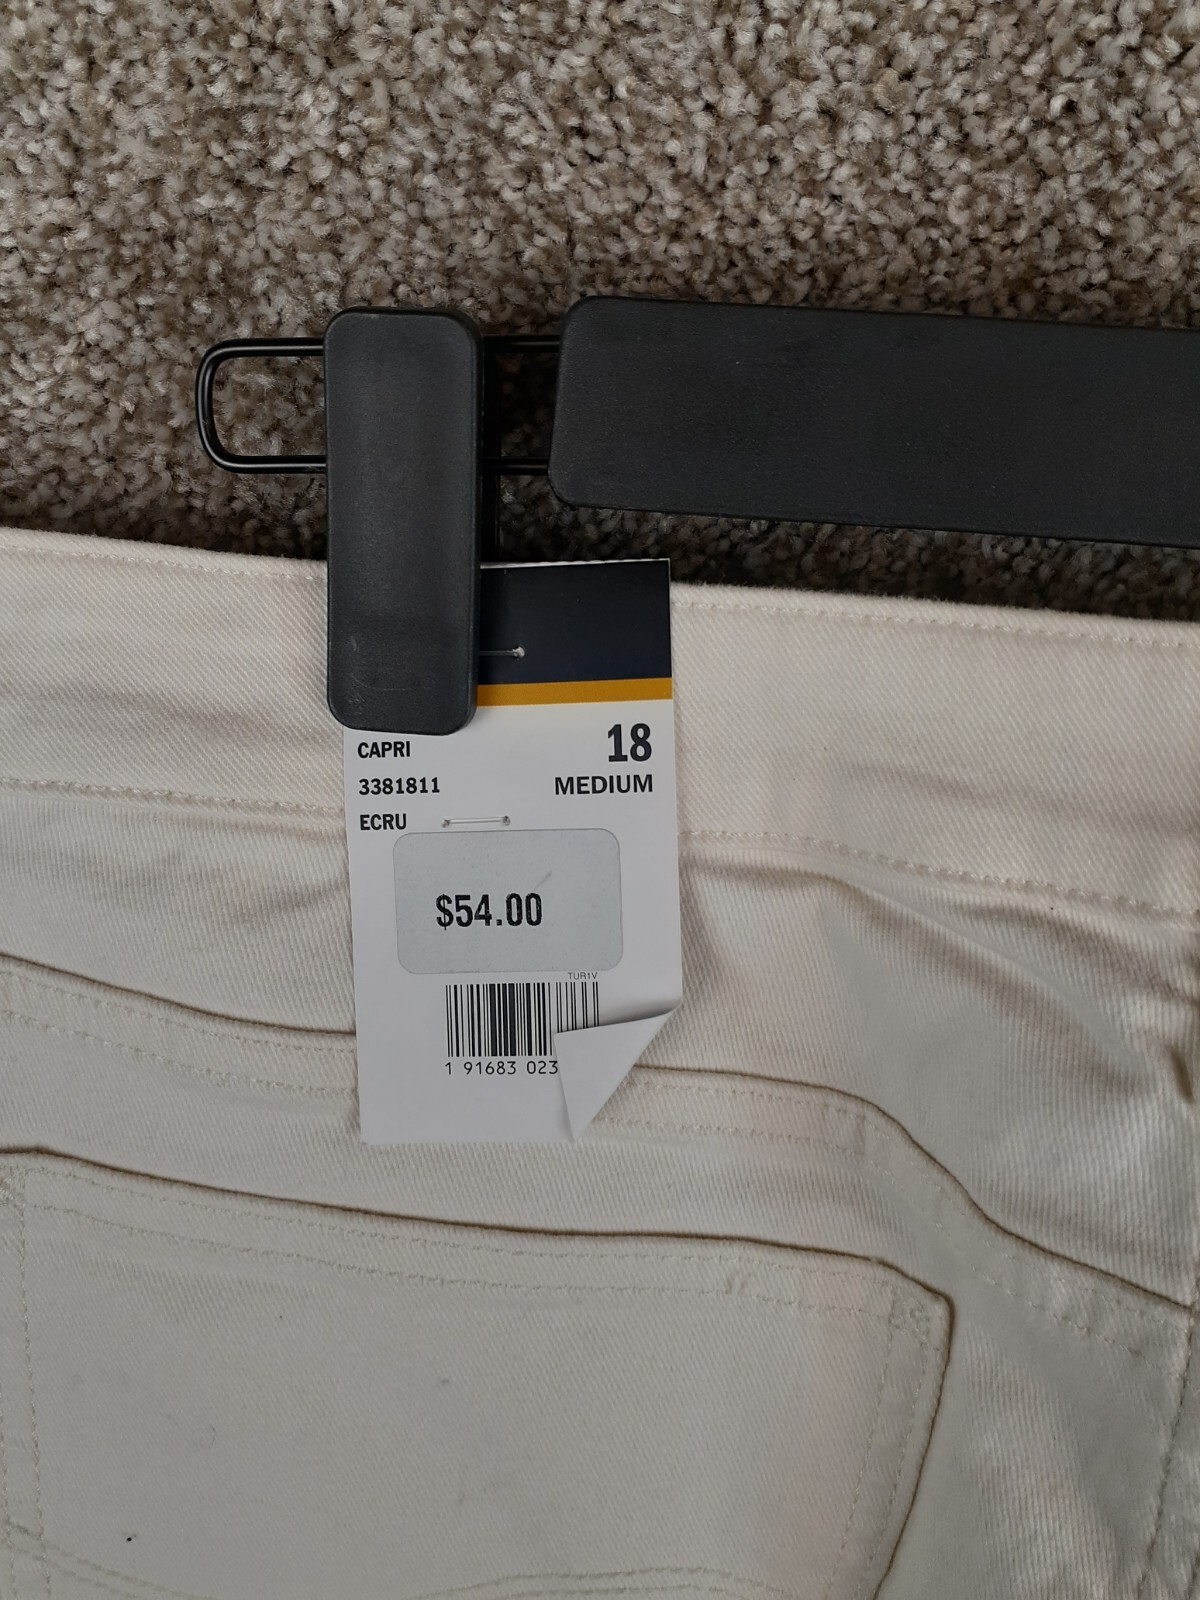 CAPRI
18
3381811
MEDIUM
ECRU
$54.00
TUR1V
1 91683 023